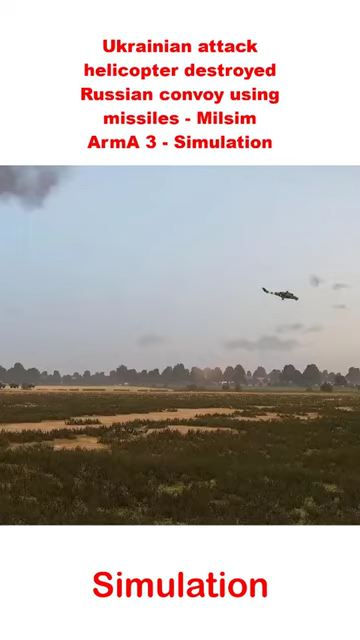 Ukrainian attack
helicopter destroyed
Russian convoy using
missiles - Milsim
ArmA 3 - Simulation
Simulation